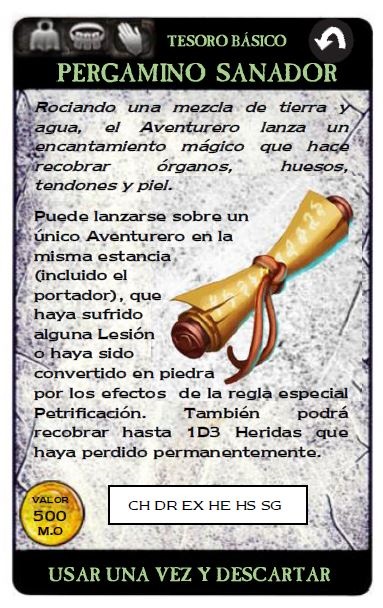 TESORO BÁSICO
PERGAMINO SANADOR
Rociando una mezcla de tierra y
agua, el Aventurero lanza un
encantamiento mágico que hace
recobrar órganos, huesos,
tendones y piel.
Puede lanzarse sobre un
único Aventurero en la
misma estancia
(incluido el
portador), que
haya sufrido
alguna Lesión
o haya sido
convertido en piedra
por los efectos de la regla especial
Petrificación. También podrá
recobrar hasta 1D3 Heridas que
haya perdido permanentemente.
VALOR
500
M.O
CH DR EX HE HS SG
USAR UNA VEZ Y DESCARTAR